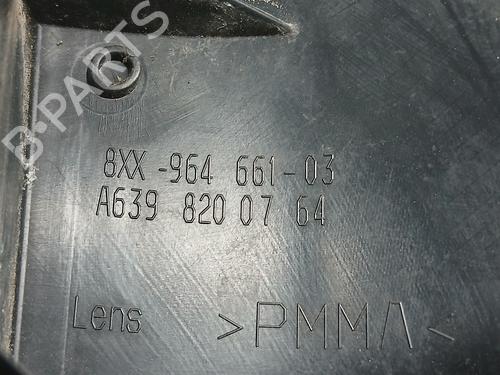 B-PARTS
8XX-964 661-03
A639 820 07 64
Lens >PMMA<